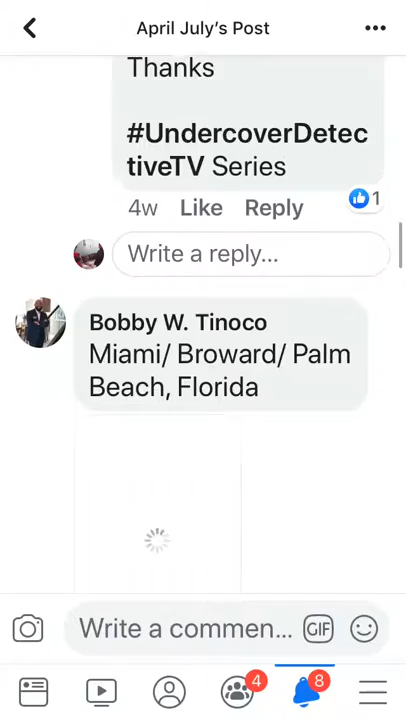 April July's Post
Thanks
#UndercoverDetec
tiveTV Series
4w Like Reply 1
Write a reply...
Bobby W. Tinoco
Miami/ Broward/ Palm
Beach, Florida
Write a commen... GIF
4 8